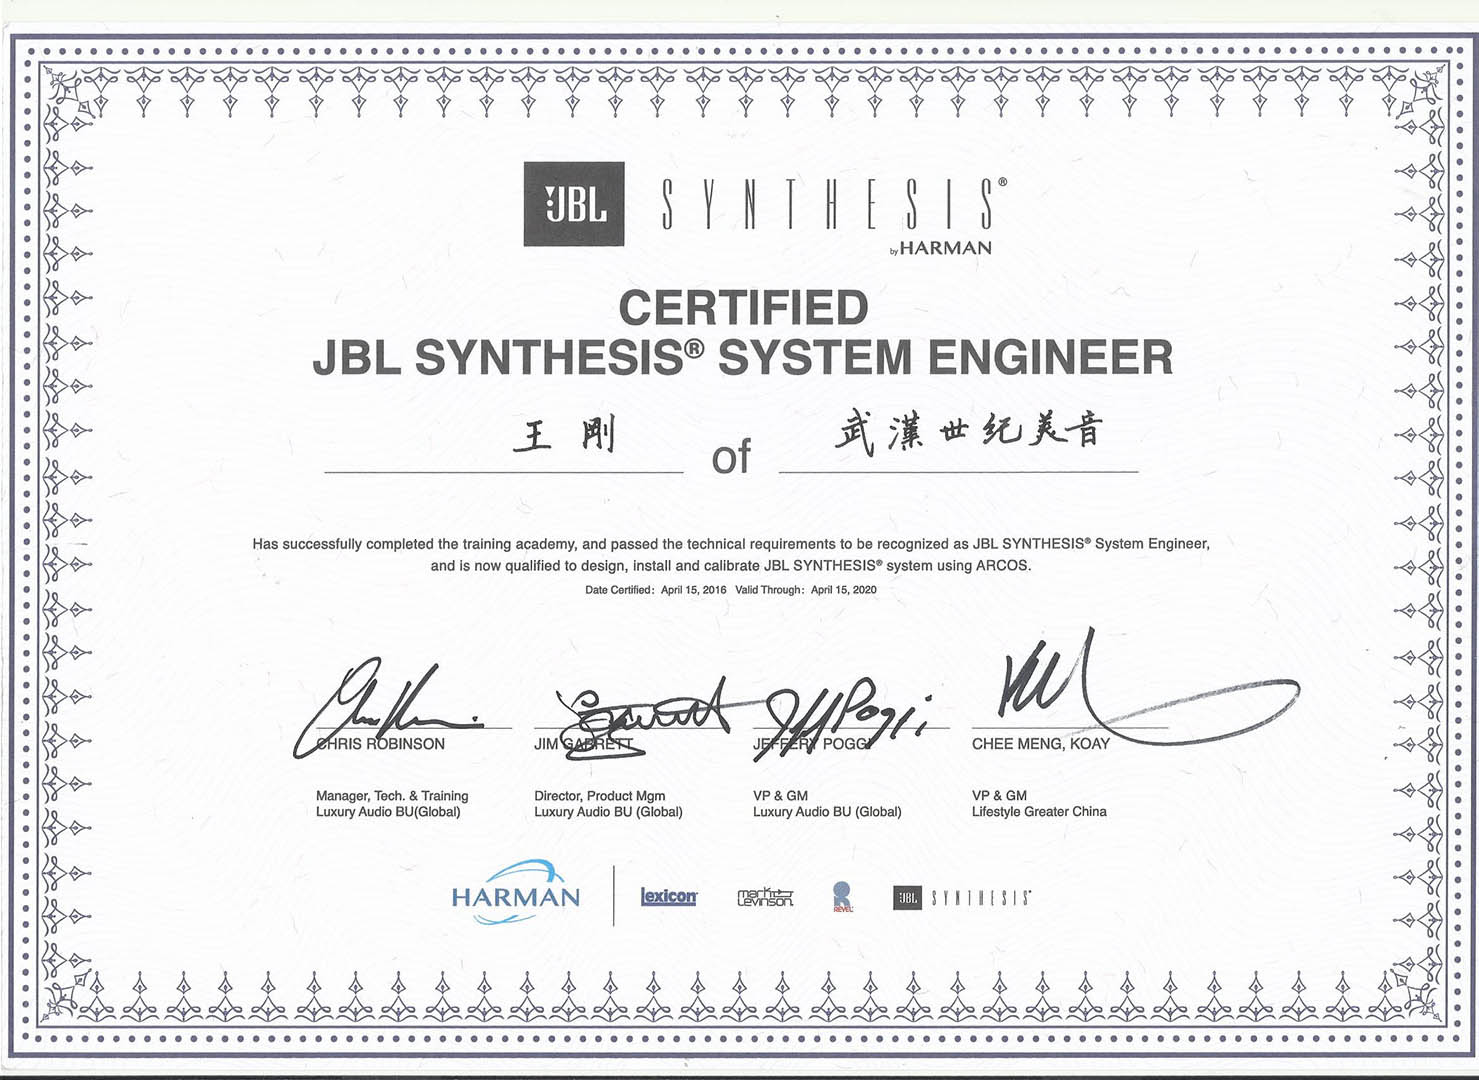 JBL SYNTHESIS®
by HARMAN
CERTIFIED
JBL SYNTHESIS® SYSTEM ENGINEER
王剛 of 武漢世纪美音
Has successfully completed the training academy, and passed the technical requirements to be recognized as JBL SYNTHESIS® System Engineer,
and is now qualified to design, install and calibrate JBL SYNTHESIS® system using ARCOS.
Date Certified: April 15, 2016 Valid Through: April 15, 2020
CHRIS ROBINSON JIM GARRETT JEFFERY POGGI CHEE MENG, KOAY
Manager, Tech. & Training Director, Product Mgm VP & GM VP & GM
Luxury Audio BU(Global) Luxury Audio BU (Global) Luxury Audio BU (Global) Lifestyle Greater China
HARMAN lexicon mark levinson REVEL JBL SYNTHESIS